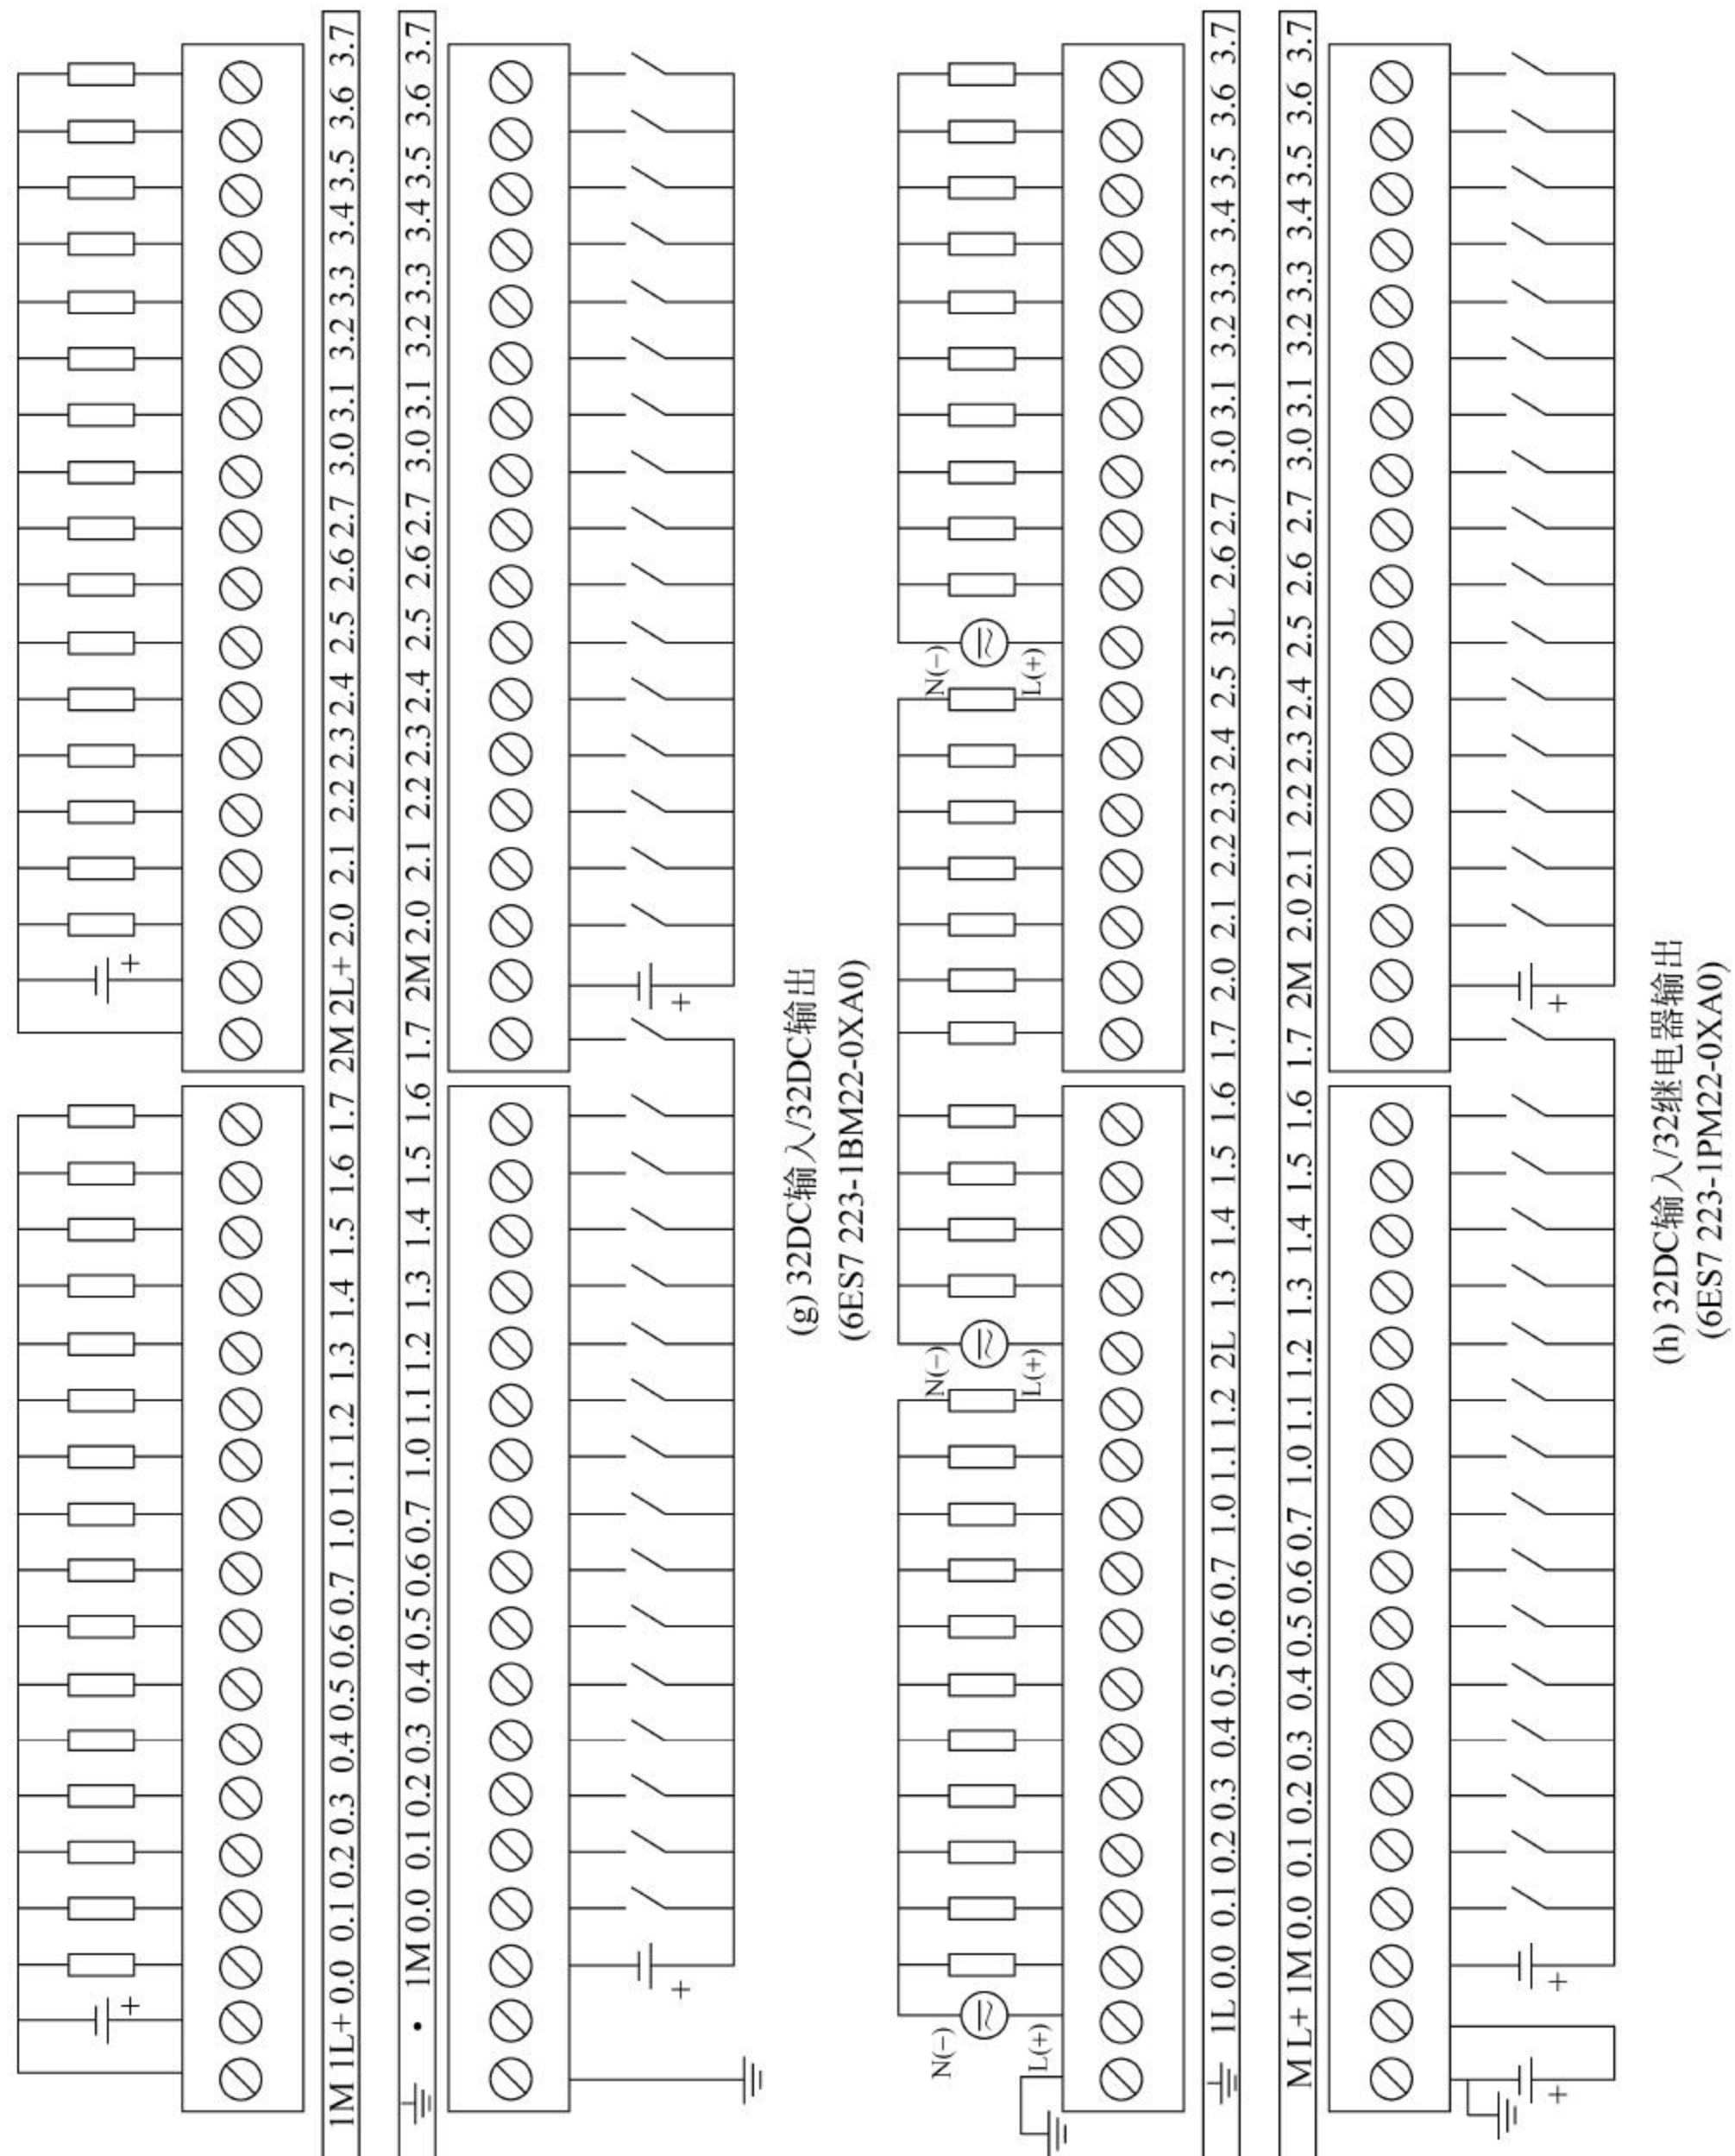 1M 1L+ 0.0 0.1 0.2 0.3 0.4 0.5 0.6 0.7 1.0 1.1 1.2 1.3 1.4 1.5 1.6 1.7 2M 2L+ 2.0 2.1 2.2 2.3 2.4 2.5 2.6 2.7 3.0 3.1 3.2 3.3 3.4 3.5 3.6 3.7
+ +
• 1M 0.0 0.1 0.2 0.3 0.4 0.5 0.6 0.7 1.0 1.1 1.2 1.3 1.4 1.5 1.6 1.7 2M 2.0 2.1 2.2 2.3 2.4 2.5 2.6 2.7 3.0 3.1 3.2 3.3 3.4 3.5 3.6 3.7
+ +
(g) 32DC输入/32DC输出
(6ES7 223-1BM22-0XA0)
N(−) N(−) N(−)
L(+) L(+) L(+)
1L 0.0 0.1 0.2 0.3 0.4 0.5 0.6 0.7 1.0 1.1 1.2 2L 1.3 1.4 1.5 1.6 1.7 2.0 2.1 2.2 2.3 2.4 2.5 3L 2.6 2.7 3.0 3.1 3.2 3.3 3.4 3.5 3.6 3.7
M L+ 1M 0.0 0.1 0.2 0.3 0.4 0.5 0.6 0.7 1.0 1.1 1.2 1.3 1.4 1.5 1.6 1.7 2M 2.0 2.1 2.2 2.3 2.4 2.5 2.6 2.7 3.0 3.1 3.2 3.3 3.4 3.5 3.6 3.7
+ + +
(h) 32DC输入/32继电器输出
(6ES7 223-1PM22-0XA0)